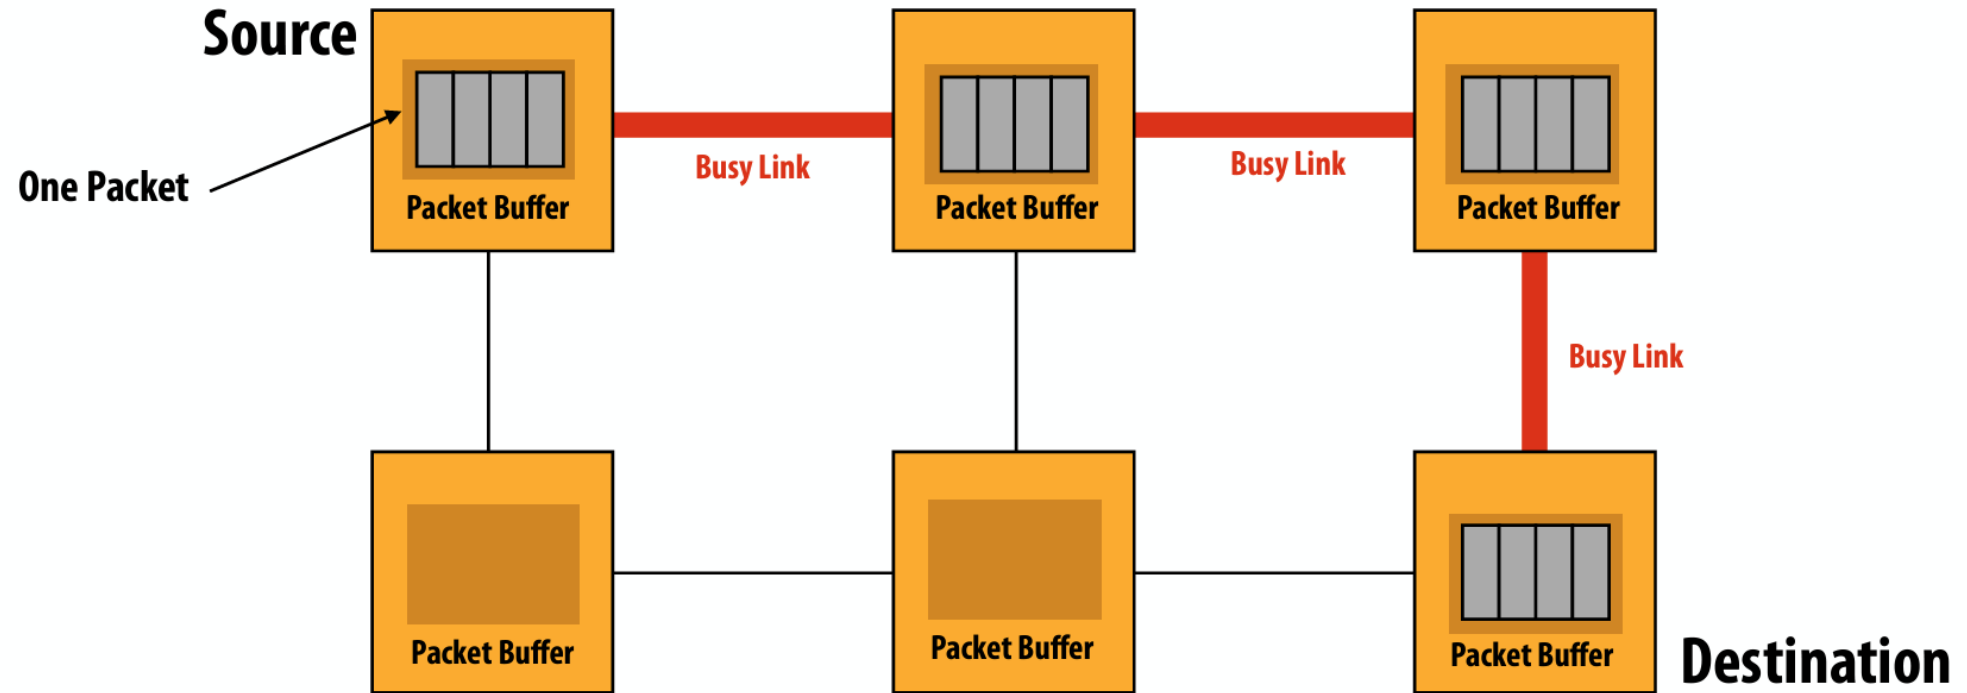 Source
One Packet
Packet Buffer
Busy Link
Packet Buffer
Busy Link
Packet Buffer
Busy Link
Packet Buffer
Packet Buffer
Packet Buffer
Destination